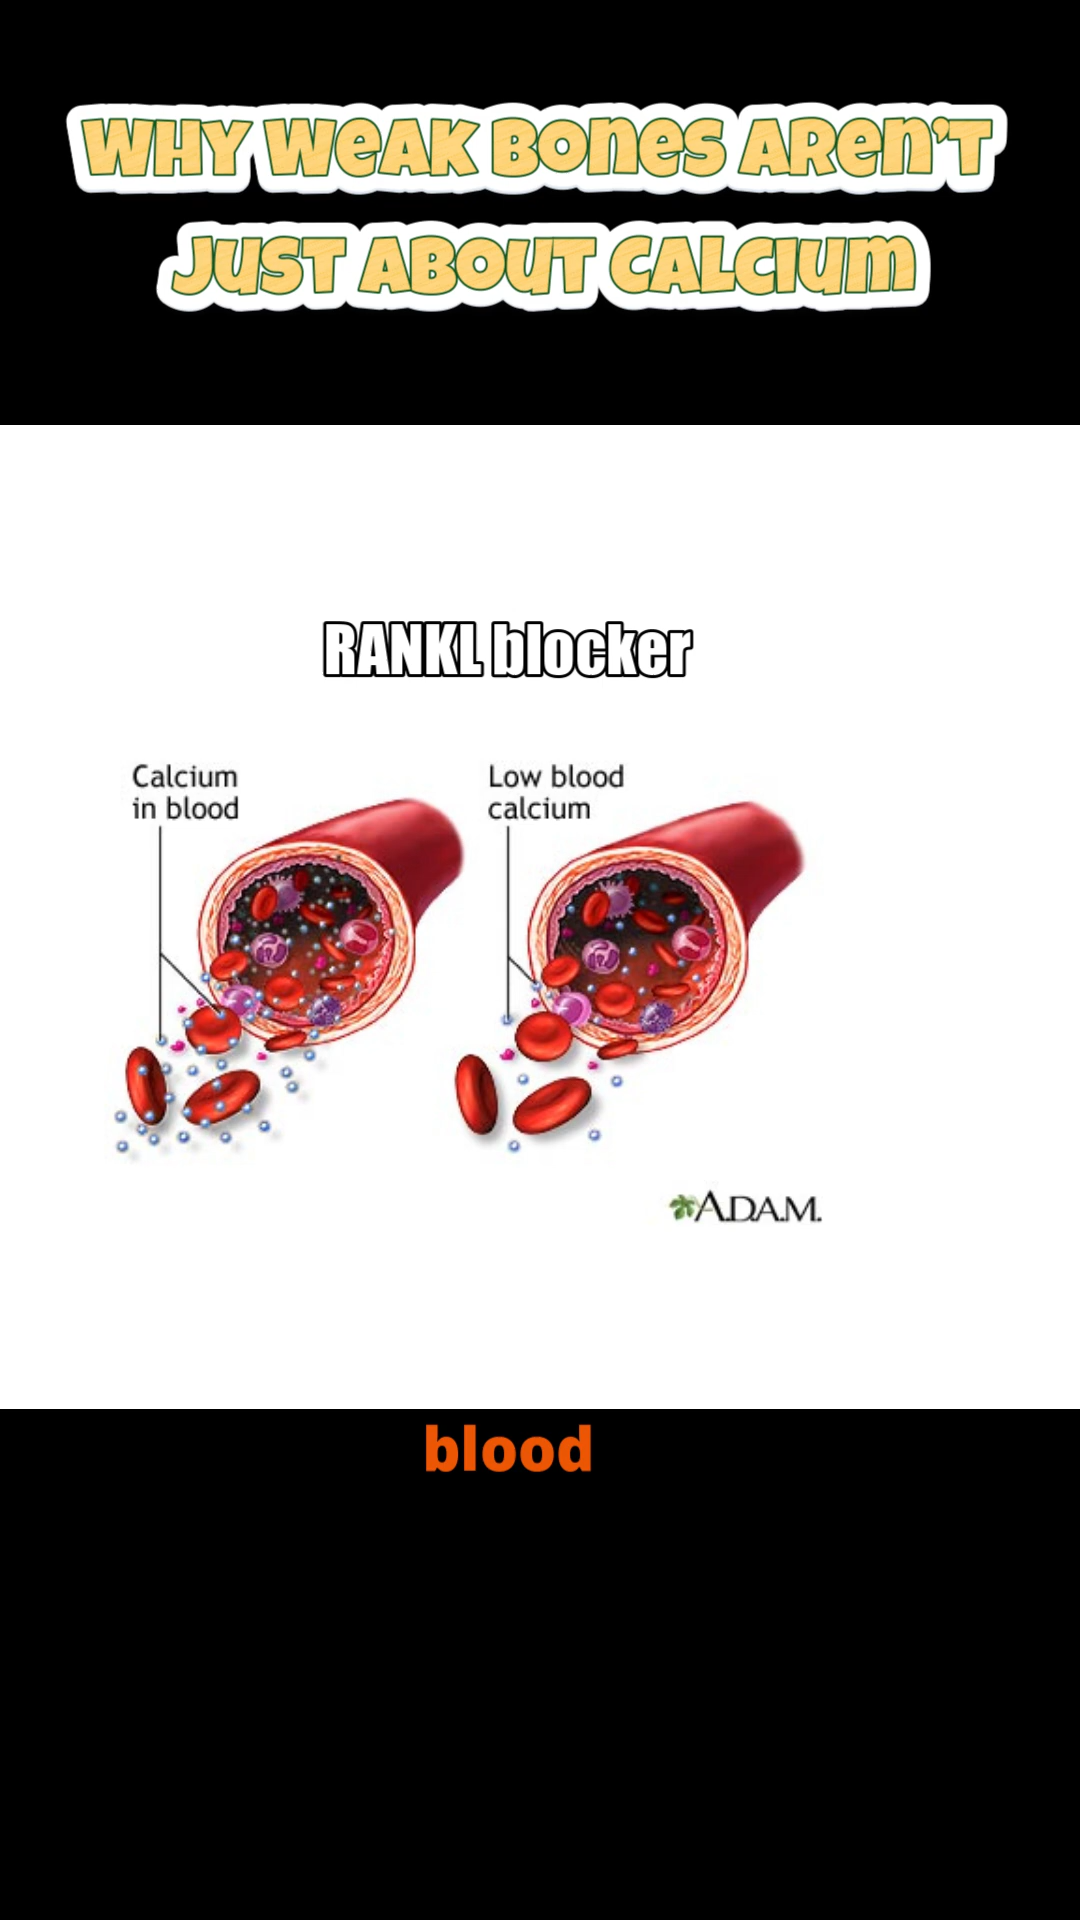 WHY WEAK BONES AREN'T
JUST ABOUT CALCIUM
RANKL blocker
Calcium
in blood
Low blood
calcium
A.D.A.M.
blood